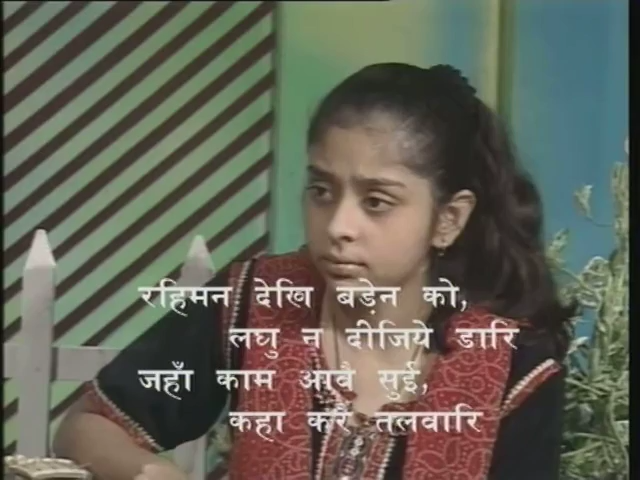 रहिमन देखि बड़ेन को,
लघु न दीजिये डारि
जहाँ काम आवै सुई,
कहा करै तलवारि